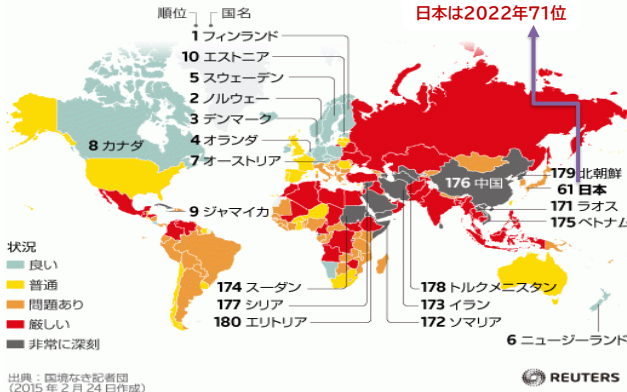 日本は2022年71位
順位 国名
1 フィンランド
10 エストニア
5 スウェーデン
2 ノルウェー
3 デンマーク
4 オランダ
7 オーストリア
8 カナダ
9 ジャマイカ
176 中国
179 北朝鮮
61 日本
171 ラオス
175 ベトナム
174 スーダン
177 シリア
180 エリトリア
178 トルクメニスタン
173 イラン
172 ソマリア
6 ニュージーランド
状況
良い
普通
問題あり
厳しい
非常に深刻
出典：国境なき記者団
（2015年2月24日作成）
REUTERS